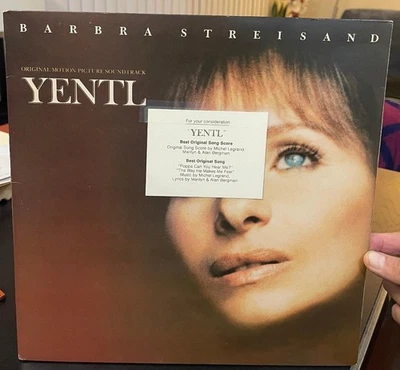 BARBRA STREISAND
ORIGINAL MOTION PICTURE SOUNDTRACK
YENTL
For your consideration
"YENTL"
Best Original Song Score
Original Song Score by Michel Legrand,
Marilyn & Alan Bergman
Best Original Song
"Papa Can You Hear Me?"
"The Way He Makes Me Feel"
Music by Michel Legrand,
Lyrics by Marilyn & Alan Bergman